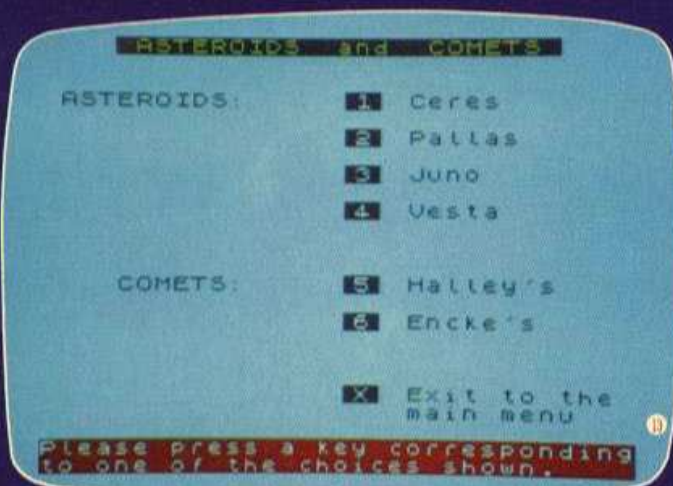 ASTEROIDS and COMETS
ASTEROIDS: 1 Ceres
2 Pallas
3 Juno
4 Vesta
COMETS: 5 Halley's
6 Encke's
X Exit to the
main menu
Please press a key corresponding
to one of the choices shown.